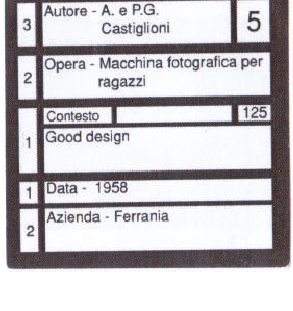 3 Autore - A. e P.G. 5
Castiglioni
2 Opera - Macchina fotografica per
ragazzi
Contesto 125
1 Good design
1 Data - 1958
2 Azienda - Ferrania